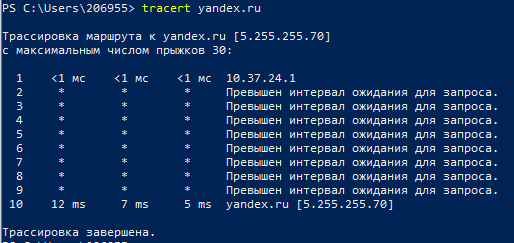 PS C:\Users\206955> tracert yandex.ru
Трассировка маршрута к yandex.ru [5.255.255.70]
с максимальным числом прыжков 30:
1 <1 мс <1 мс <1 мс 10.37.24.1
2 * * * Превышен интервал ожидания для запроса.
3 * * * Превышен интервал ожидания для запроса.
4 * * * Превышен интервал ожидания для запроса.
5 * * * Превышен интервал ожидания для запроса.
6 * * * Превышен интервал ожидания для запроса.
7 * * * Превышен интервал ожидания для запроса.
8 * * * Превышен интервал ожидания для запроса.
9 * * * Превышен интервал ожидания для запроса.
10 12 ms 7 ms 5 ms yandex.ru [5.255.255.70]
Трассировка завершена.
PS C:\Users\206955>